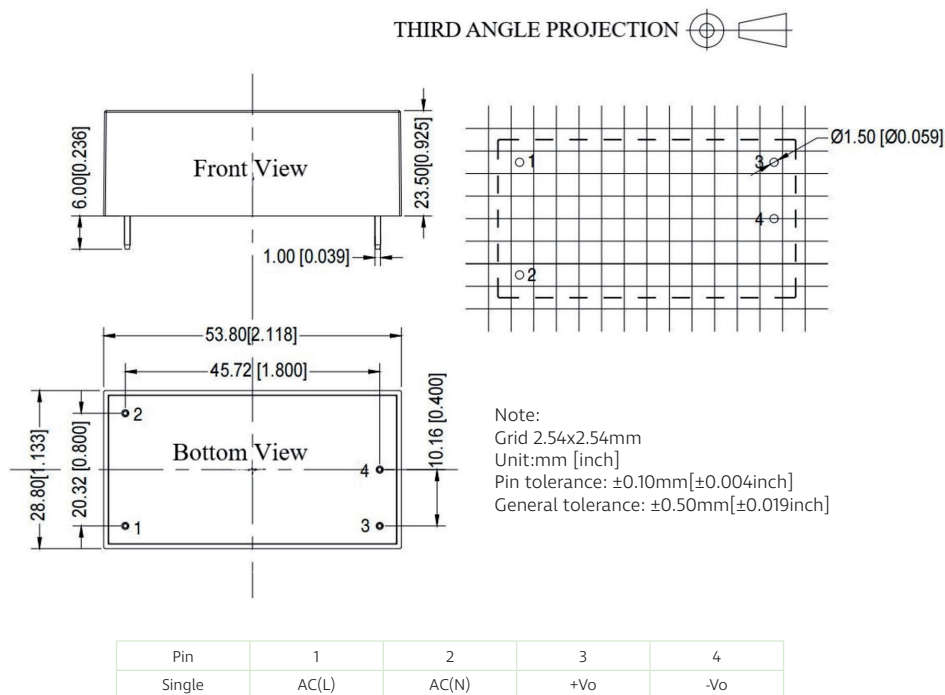 THIRD ANGLE PROJECTION
6.00[0.236]
Front View
23.50[0.925]
1.00 [0.039]
1
3
Ø1.50 [Ø0.059]
4
2
53.80[2.118]
45.72 [1.800]
28.80[1.133]
20.32 [0.800]
2
Bottom View
4
10.16 [0.400]
1
3
Note:
Grid 2.54x2.54mm
Unit:mm [inch]
Pin tolerance: ±0.10mm[±0.004inch]
General tolerance: ±0.50mm[±0.019inch]
Pin 1 2 3 4
Single AC(L) AC(N) +Vo -Vo